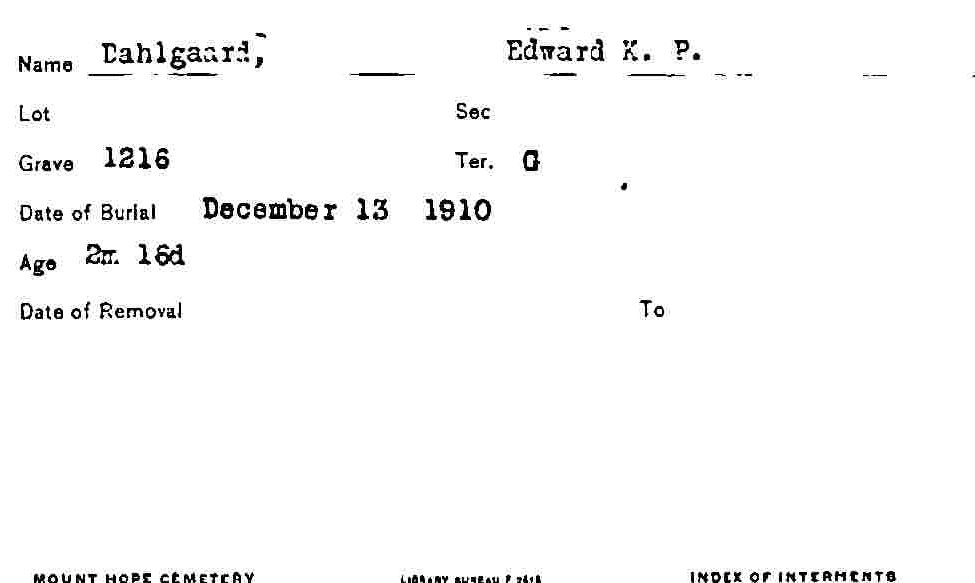 Name Dahlgaard, Edward K. P.
Lot Sec
Grave 1216 Ter. G
Date of Burial December 13 1910
Age 2m 16d
Date of Removal To
MOUNT HOPE CEMETERY LIBRARY BUREAU INDEX OF INTERMENTS